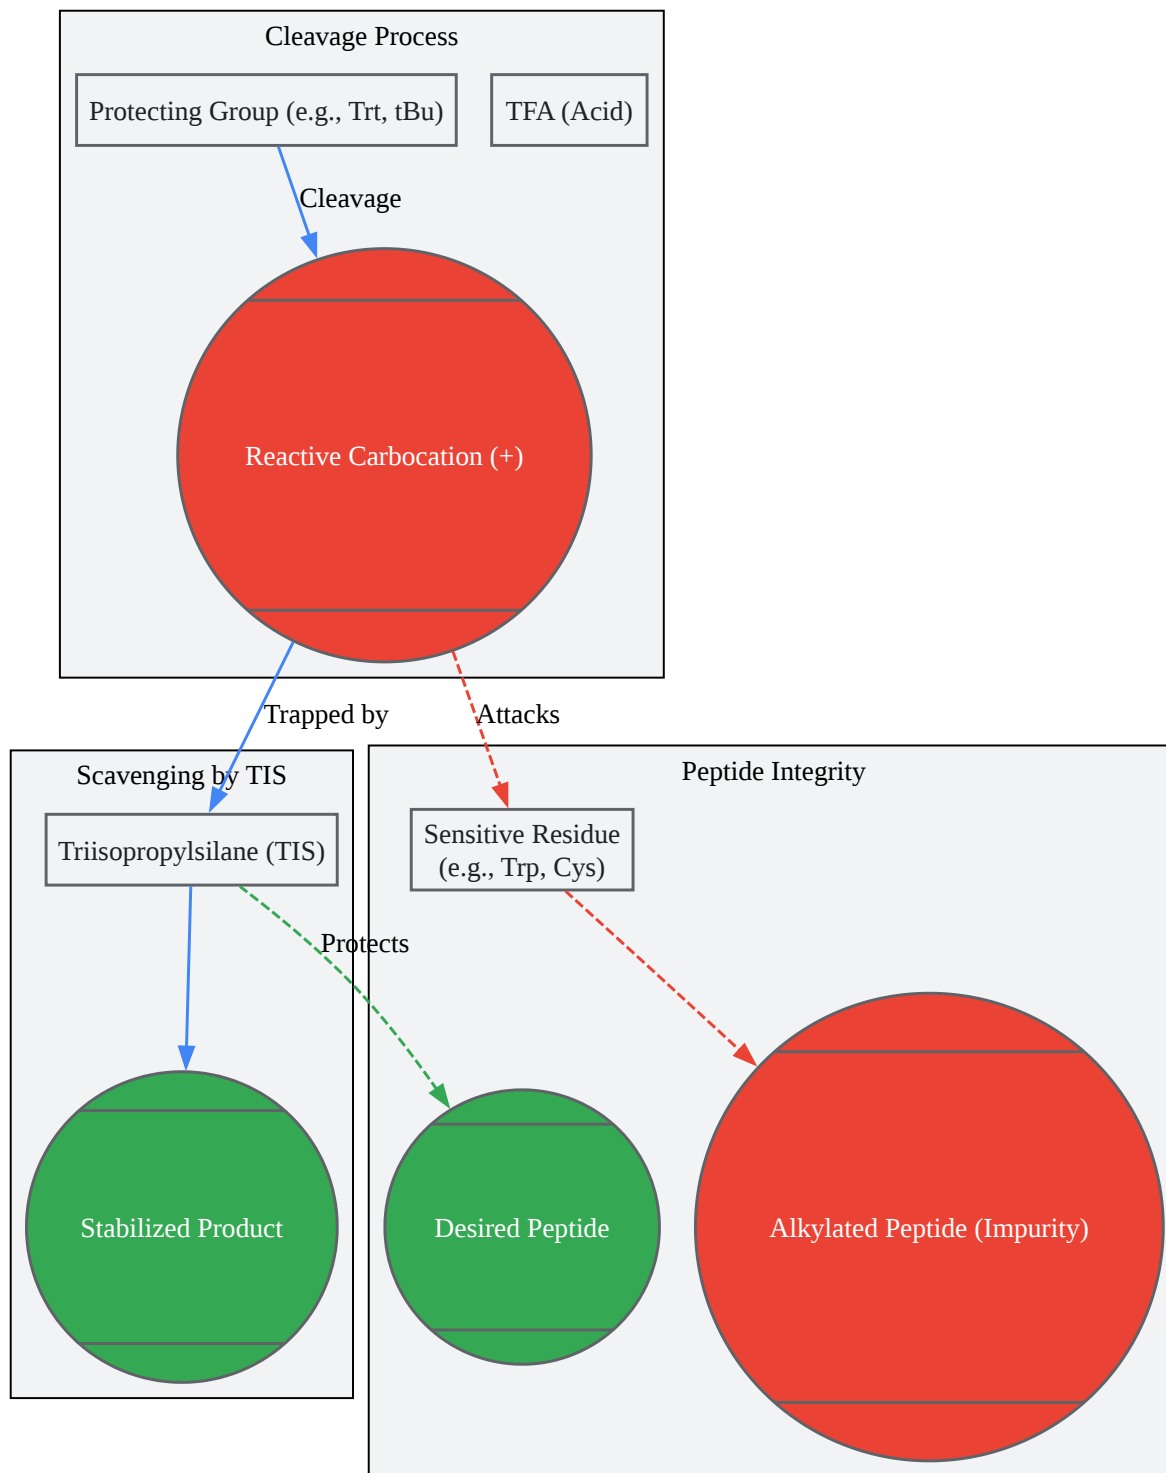 Cleavage Process
Protecting Group (e.g., Trt, tBu)
TFA (Acid)
Cleavage
Reactive Carbocation (+)
Trapped by
Attacks
Scavenging by TIS
Peptide Integrity
Triisopropylsilane (TIS)
Sensitive Residue
(e.g., Trp, Cys)
Protects
Stabilized Product
Desired Peptide
Alkylated Peptide (Impurity)